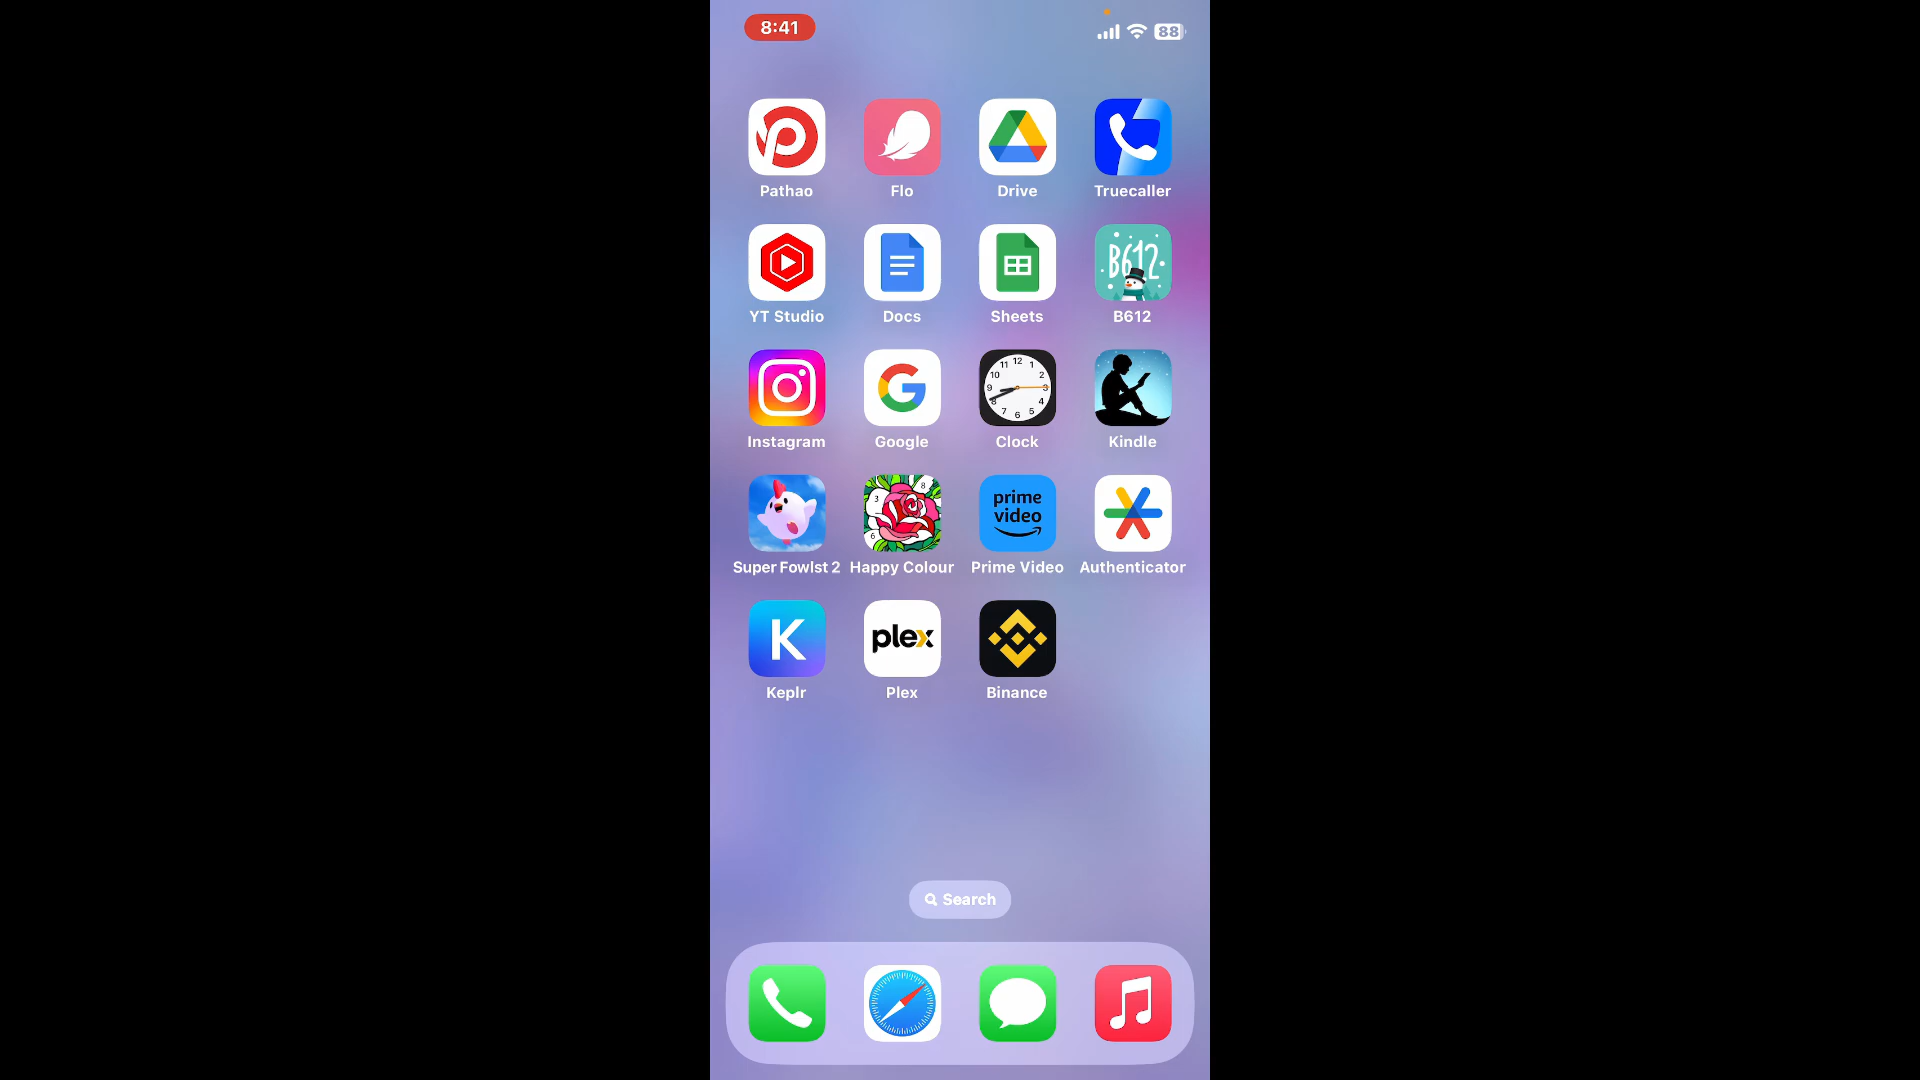 8:41
88
Pathao Flo Drive Truecaller
B612
YT Studio Docs Sheets B612
Instagram Google Clock Kindle
prime
video
Super Fowlst 2 Happy Colour Prime Video Authenticator
K plex
Keplr Plex Binance
Search